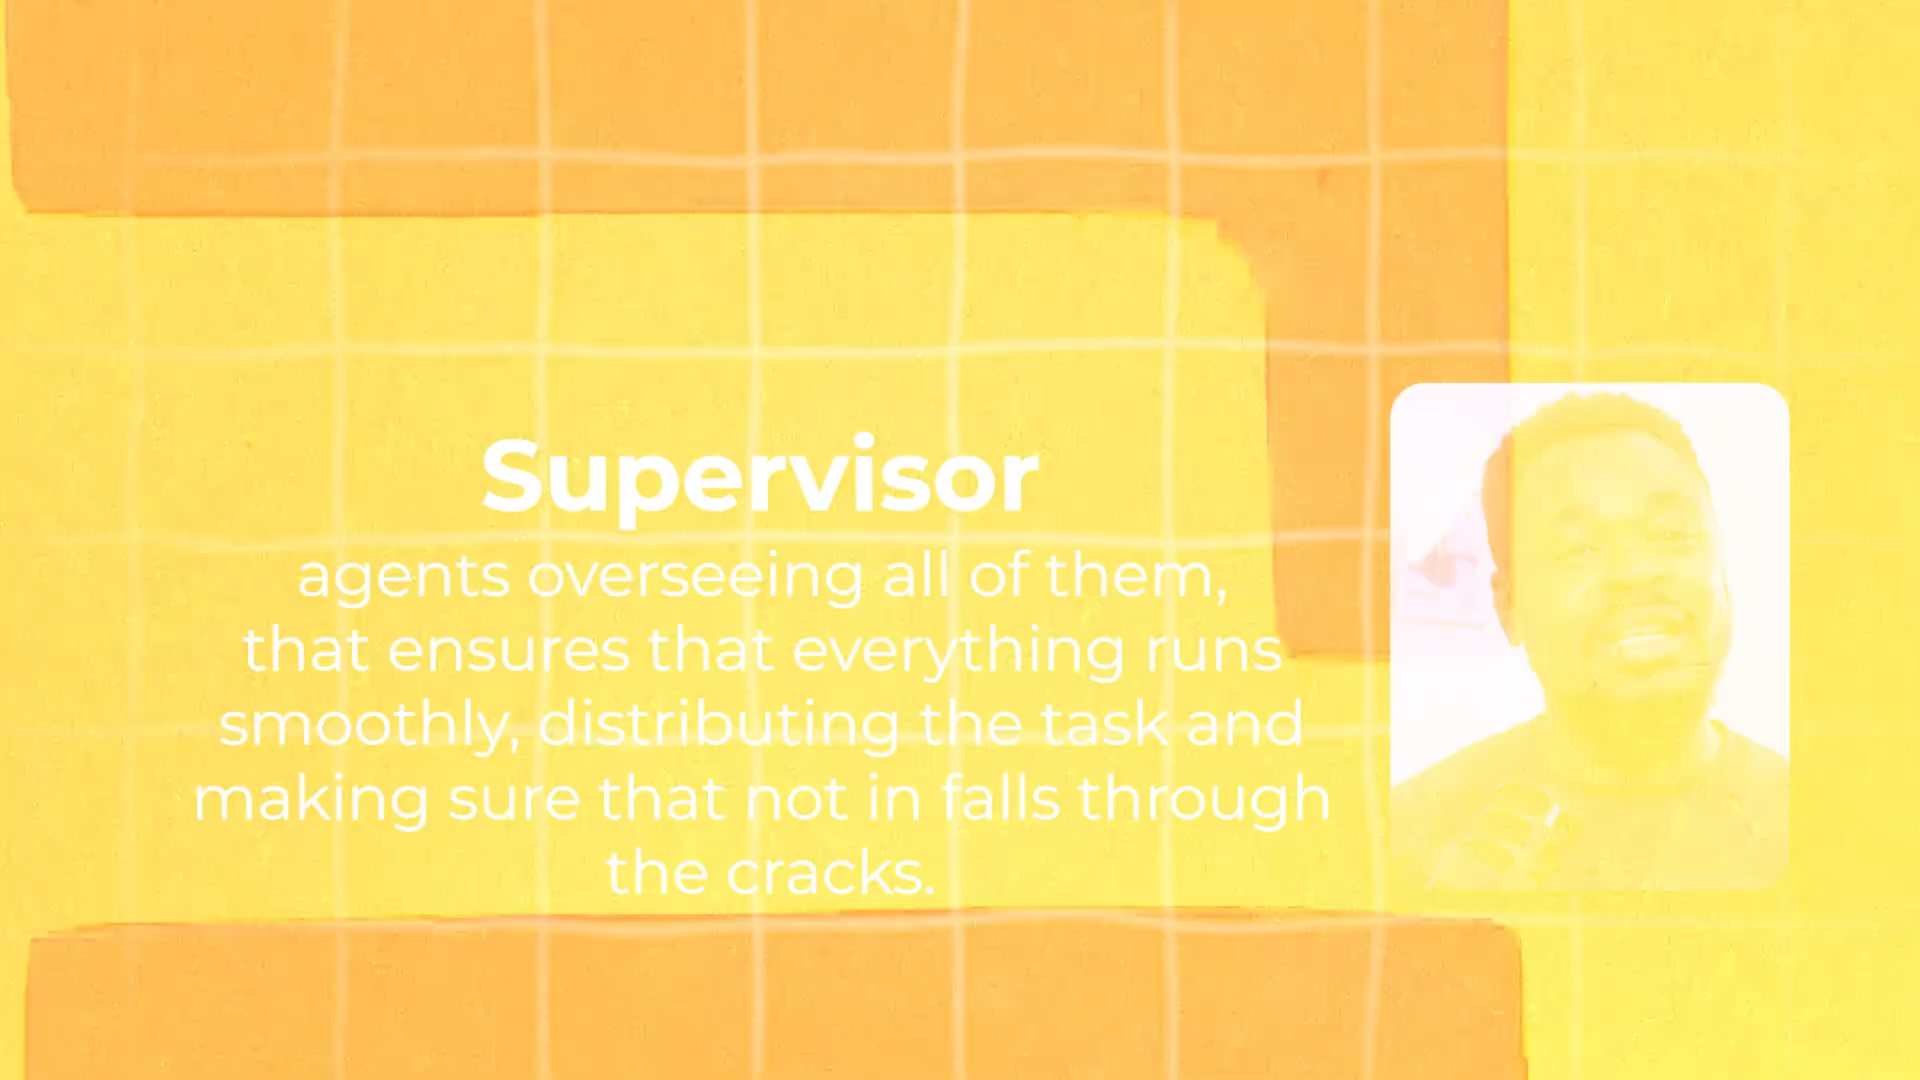 Supervisor
agents overseeing all of them,
that ensures that everything runs
smoothly, distributing the task and
making sure that not in falls through
the cracks.